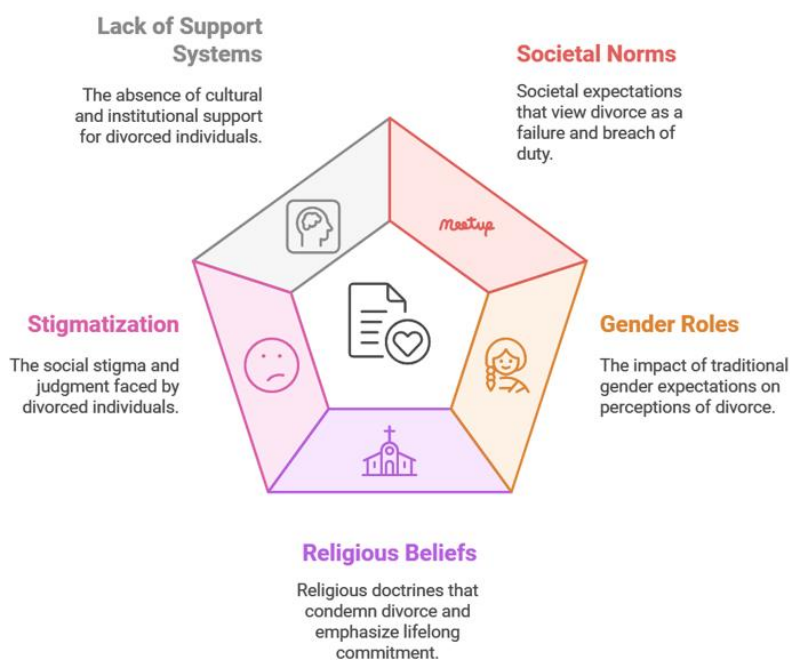 Lack of Support
Systems
The absence of cultural
and institutional support
for divorced individuals.
Societal Norms
Societal expectations
that view divorce as a
failure and breach of
duty.
meetup
Stigmatization
The social stigma and
judgment faced by
divorced individuals.
Gender Roles
The impact of traditional
gender expectations on
perceptions of divorce.
Religious Beliefs
Religious doctrines that
condemn divorce and
emphasize lifelong
commitment.